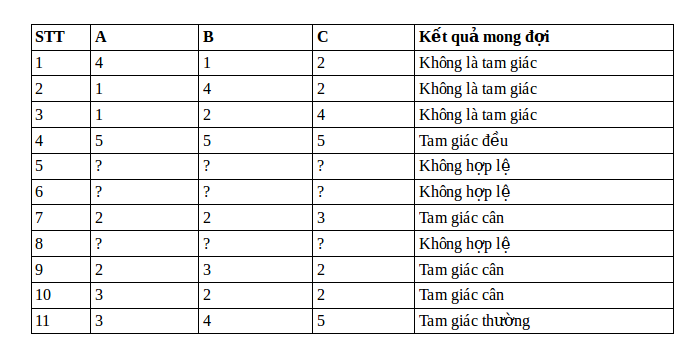 STT A B C Kết quả mong đợi
1 4 1 2 Không là tam giác
2 1 4 2 Không là tam giác
3 1 2 4 Không là tam giác
4 5 5 5 Tam giác đều
5 ? ? ? Không hợp lệ
6 ? ? ? Không hợp lệ
7 2 2 3 Tam giác cân
8 ? ? ? Không hợp lệ
9 2 3 2 Tam giác cân
10 3 2 2 Tam giác cân
11 3 4 5 Tam giác thường